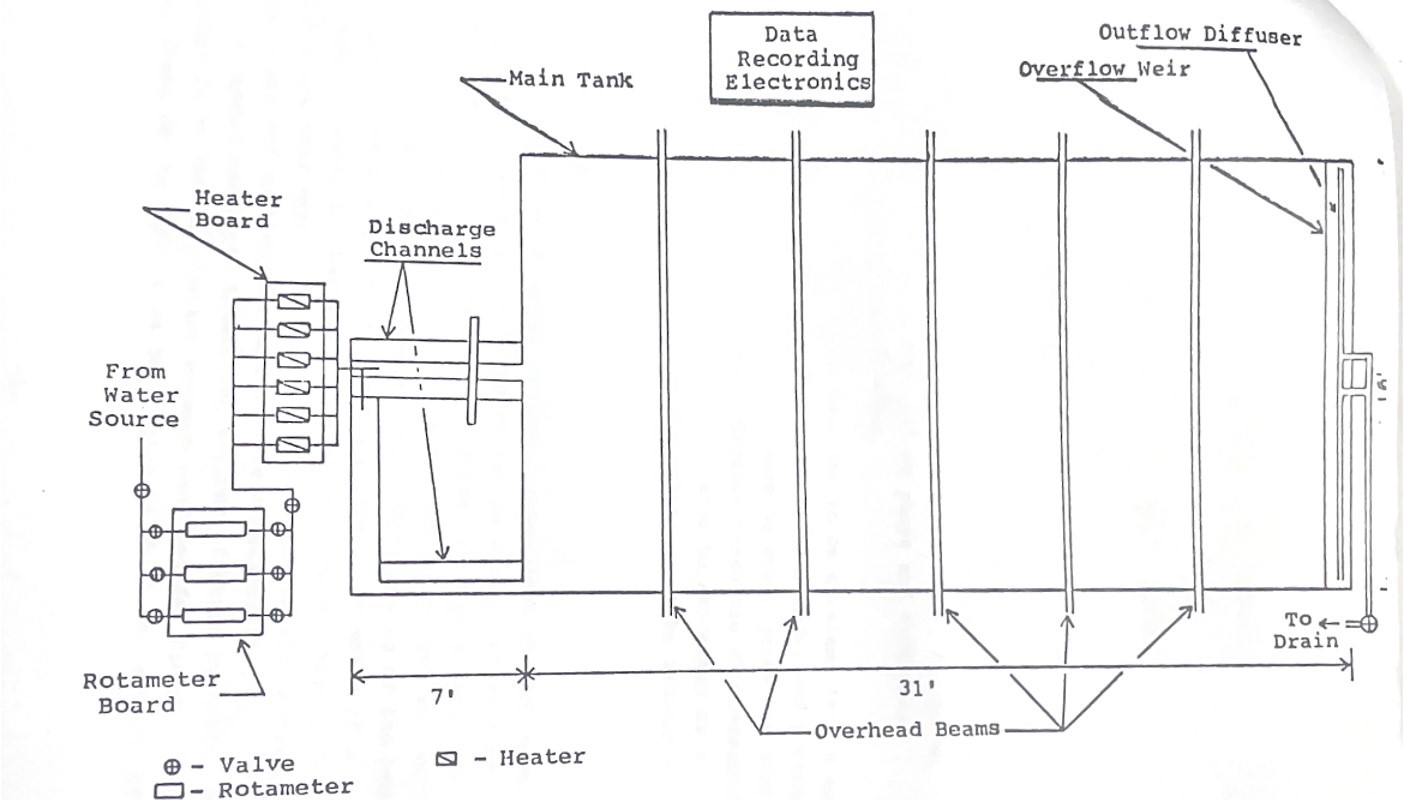 Data
Recording
Electronics
Outflow Diffuser
Overflow Weir
Main Tank
Heater
Board
Discharge
Channels
From
Water
Source
To
Drain
Rotameter
Board
7'
31'
Overhead Beams
- Valve
- Heater
- Rotameter